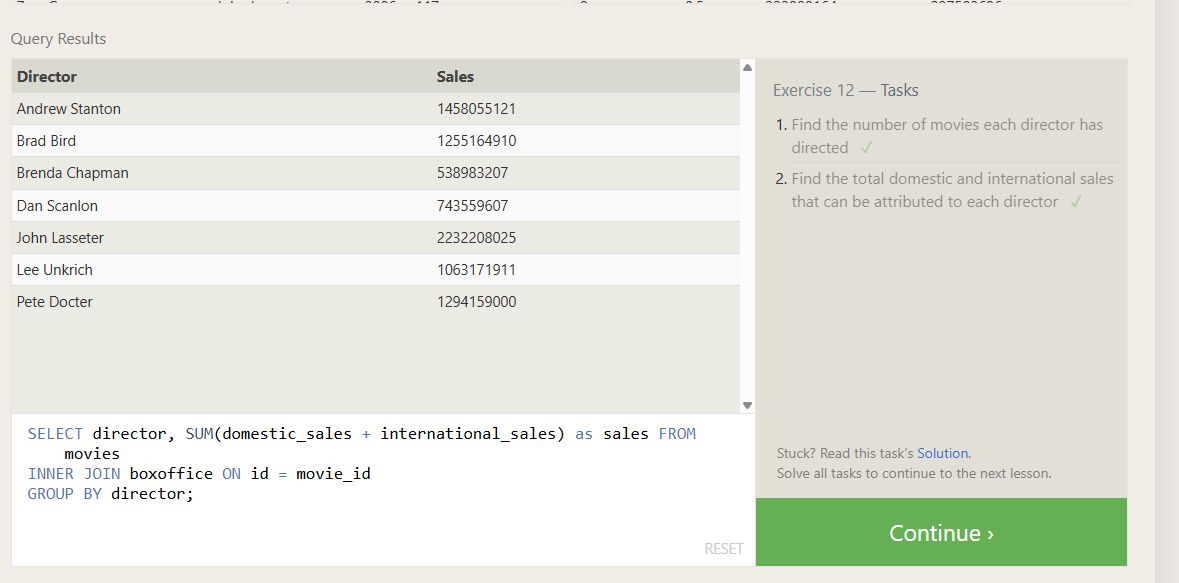 Query Results
Director Sales
Andrew Stanton 1458055121
Brad Bird 1255164910
Brenda Chapman 538983207
Dan Scanlon 743559607
John Lasseter 2232208025
Lee Unkrich 1063171911
Pete Docter 1294159000
SELECT director, SUM(domestic_sales + international_sales) as sales FROM
movies
INNER JOIN boxoffice ON id = movie_id
GROUP BY director;
RESET
Exercise 12 — Tasks
1. Find the number of movies each director has
directed ✓
2. Find the total domestic and international sales
that can be attributed to each director ✓
Stuck? Read this task's Solution.
Solve all tasks to continue to the next lesson.
Continue ›